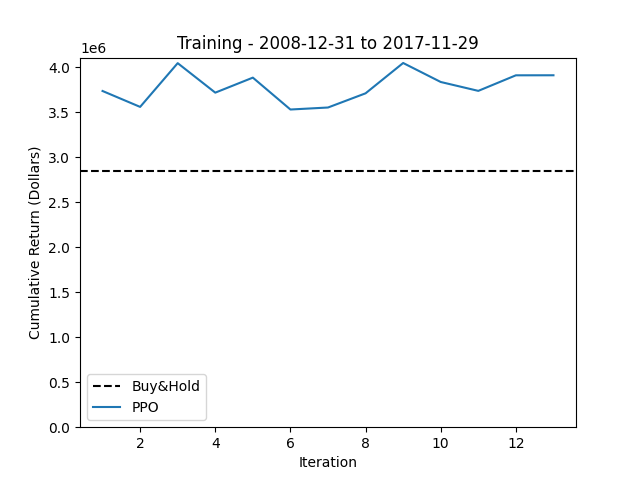 Training - 2008-12-31 to 2017-11-29
1e6
4.0
3.5
3.0
2.5
2.0
1.5
1.0
0.5
0.0
Cumulative Return (Dollars)
Buy&Hold
PPO
2 4 6 8 10 12
Iteration